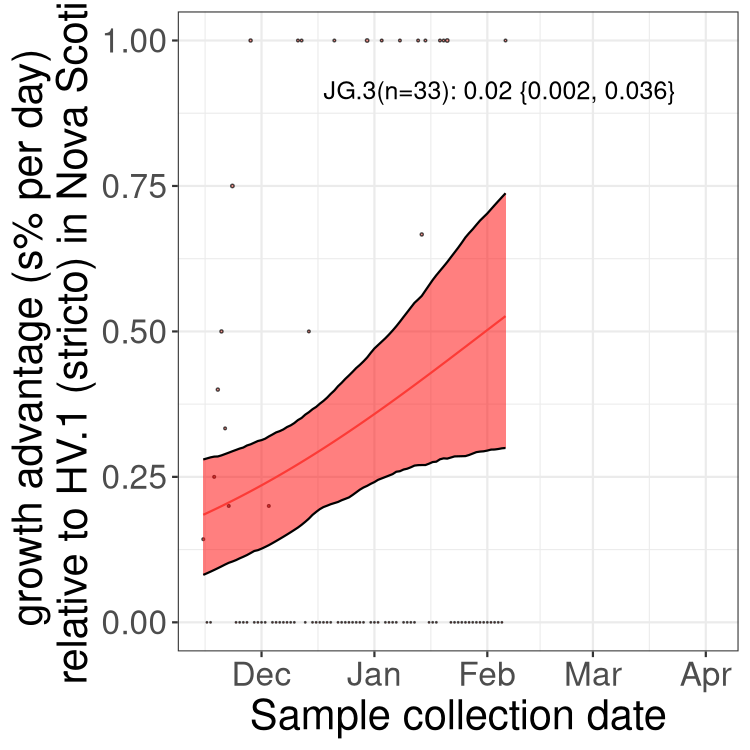 growth advantage (s% per day)
relative to HV.1 (stricto) in Nova Scoti
1.00
0.75
0.50
0.25
0.00
JG.3(n=33): 0.02 {0.002, 0.036}
Dec Jan Feb Mar Apr
Sample collection date